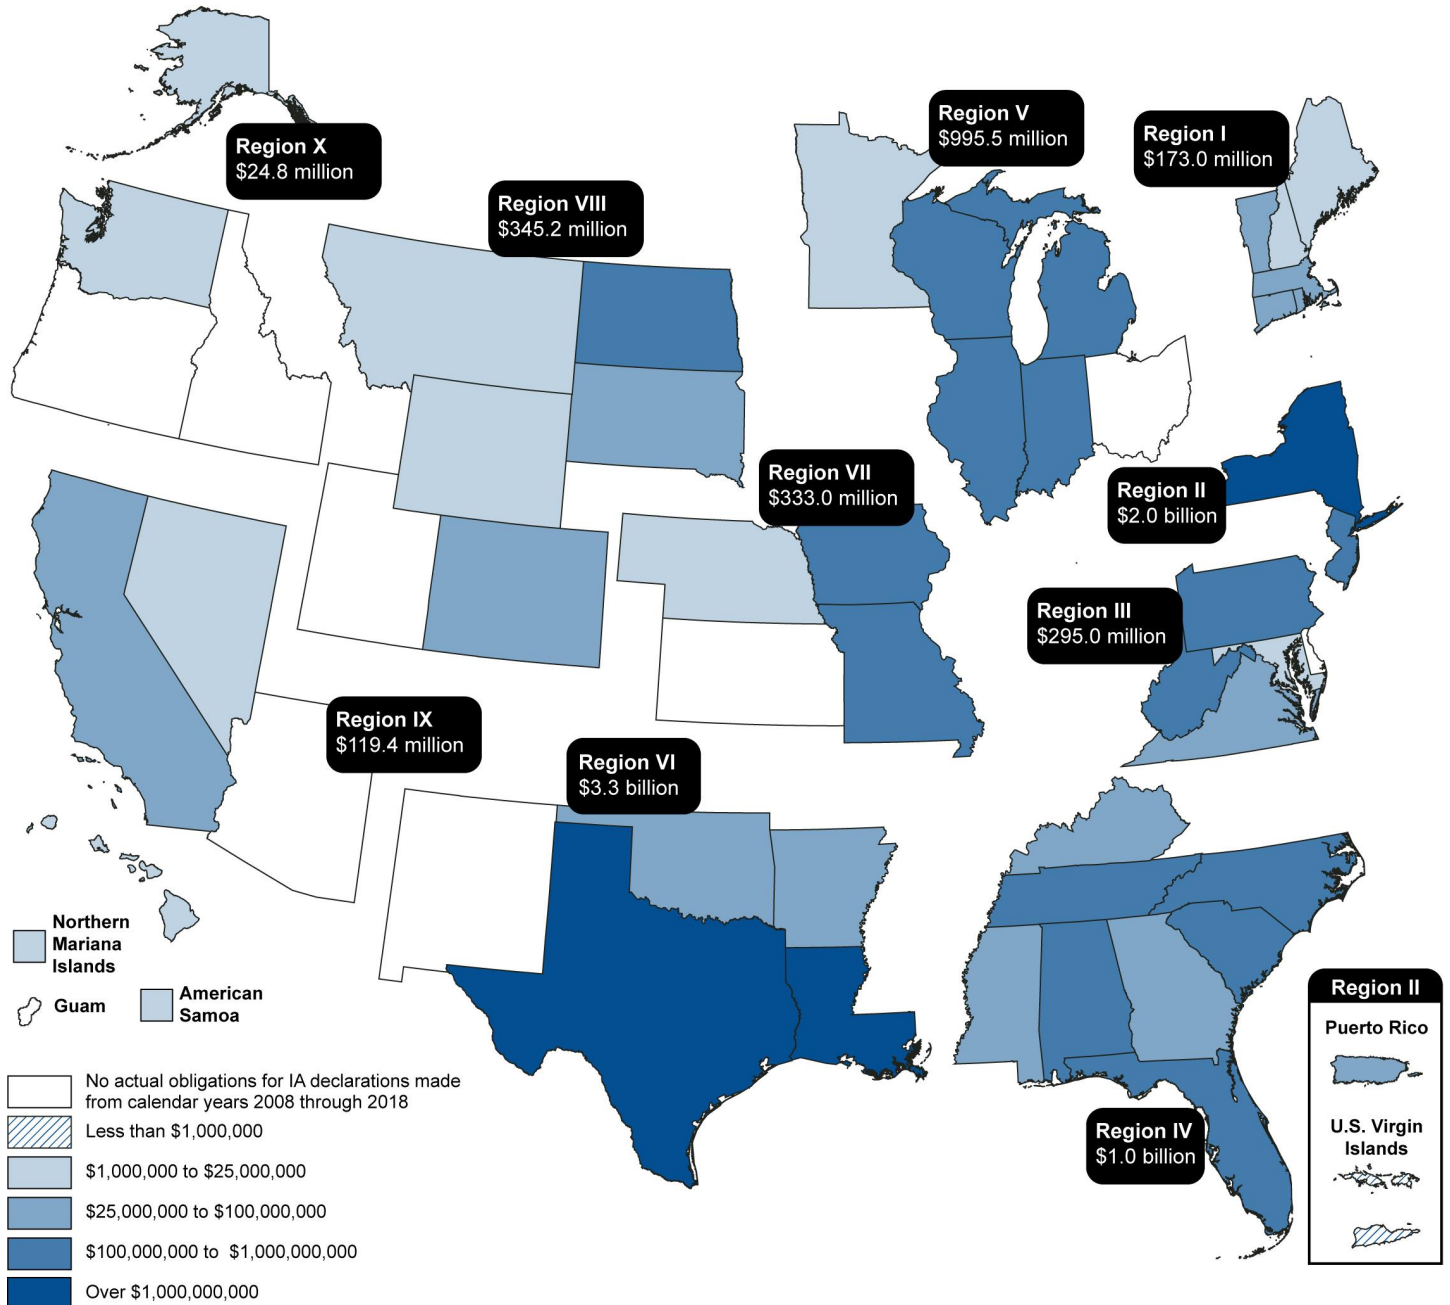 Region X
$24.8 million
Region VIII
$345.2 million
Region V
$995.5 million
Region I
$173.0 million
Region VII
$333.0 million
Region II
$2.0 billion
Region III
$295.0 million
Region IX
$119.4 million
Region VI
$3.3 billion
Region IV
$1.0 billion
Northern
Mariana
Islands
Guam
American
Samoa
Region II
Puerto Rico
U.S. Virgin
Islands
No actual obligations for IA declarations made
from calendar years 2008 through 2018
Less than $1,000,000
$1,000,000 to $25,000,000
$25,000,000 to $100,000,000
$100,000,000 to $1,000,000,000
Over $1,000,000,000